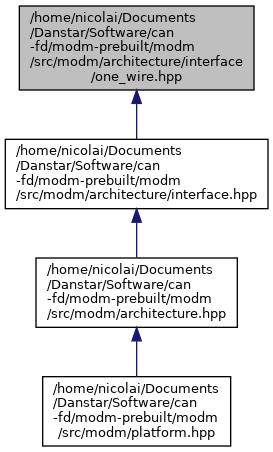 /home/nicolai/Documents
/Danstar/Software/can
-fd/modm-prebuilt/modm
/src/modm/architecture/interface
/one_wire.hpp
/home/nicolai/Documents
/Danstar/Software/can
-fd/modm-prebuilt/modm
/src/modm/architecture/interface.hpp
/home/nicolai/Documents
/Danstar/Software/can
-fd/modm-prebuilt/modm
/src/modm/architecture.hpp
/home/nicolai/Documents
/Danstar/Software/can
-fd/modm-prebuilt/modm
/src/modm/platform.hpp